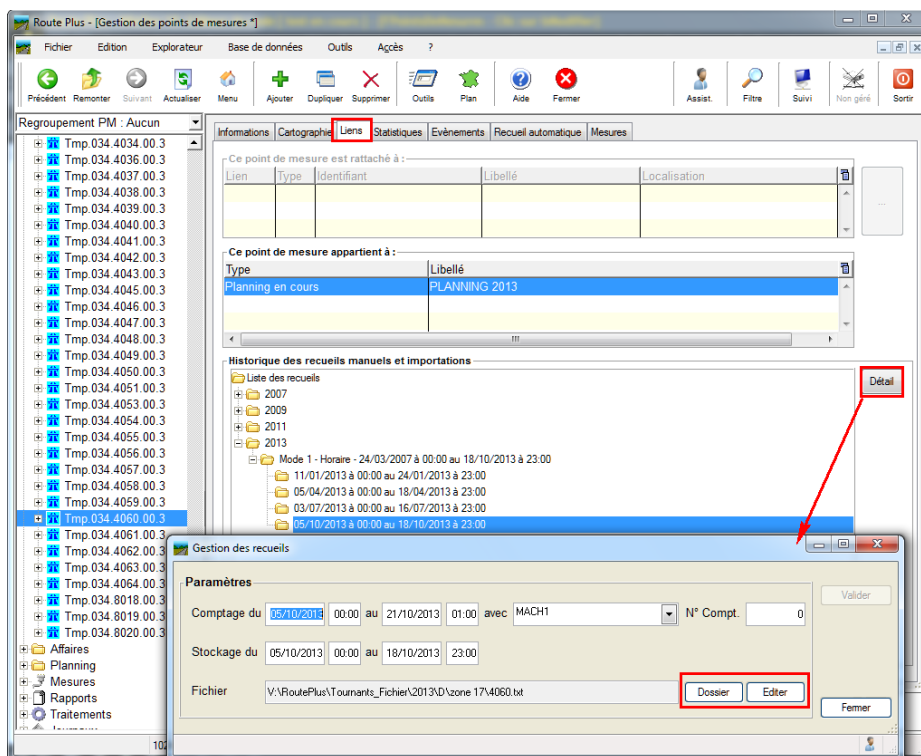 Route Plus - [Gestion des points de mesures *]
Fichier Edition Explorateur Base de données Outils Accès ?
Précédent Remonter Suivant Actualiser Menu Ajouter Dupliquer Supprimer Outils Plan Aide Fermer Assist. Filtre Suivi Non géré Sortir
Regroupement PM : Aucun
Tmp.034.4034.00.3
Tmp.034.4036.00.3
Tmp.034.4037.00.3
Tmp.034.4038.00.3
Tmp.034.4039.00.3
Tmp.034.4040.00.3
Tmp.034.4041.00.3
Tmp.034.4042.00.3
Tmp.034.4043.00.3
Tmp.034.4045.00.3
Tmp.034.4046.00.3
Tmp.034.4047.00.3
Tmp.034.4048.00.3
Tmp.034.4049.00.3
Tmp.034.4050.00.3
Tmp.034.4051.00.3
Tmp.034.4053.00.3
Tmp.034.4054.00.3
Tmp.034.4055.00.3
Tmp.034.4056.00.3
Tmp.034.4057.00.3
Tmp.034.4058.00.3
Tmp.034.4059.00.3
Tmp.034.4060.00.3
Tmp.034.4061.00.3
Tmp.034.4062.00.3
Tmp.034.4063.00.3
Tmp.034.4064.00.3
Tmp.034.8018.00.3
Tmp.034.8019.00.3
Tmp.034.8020.00.3
Affaires
Planning
Mesures
Rapports
Traitements
102
Informations Cartographie Liens Statistiques Evènements Recueil automatique Mesures
Ce point de mesure est rattaché à :
Lien Type Identifiant Libellé Localisation
...
Ce point de mesure appartient à :
Type Libellé
Planning en cours PLANNING 2013
Historique des recueils manuels et importations
Liste des recueils
2007
2009
2011
2013
Mode 1 - Horaire - 24/03/2007 à 00:00 au 18/10/2013 à 23:00
11/01/2013 à 00:00 au 24/01/2013 à 23:00
05/04/2013 à 00:00 au 18/04/2013 à 23:00
03/07/2013 à 00:00 au 16/07/2013 à 23:00
05/10/2013 à 00:00 au 18/10/2013 à 23:00
Détail
Gestion des recueils
Paramètres
Comptage du 05/10/2013 00:00 au 21/10/2013 01:00 avec MACH1 N° Compt. 0
Stockage du 05/10/2013 00:00 au 18/10/2013 23:00
Fichier V:\RoutePlus\Tournants_Fichier\2013\D\zone 17\4060.txt Dossier Editer
Valider
Fermer